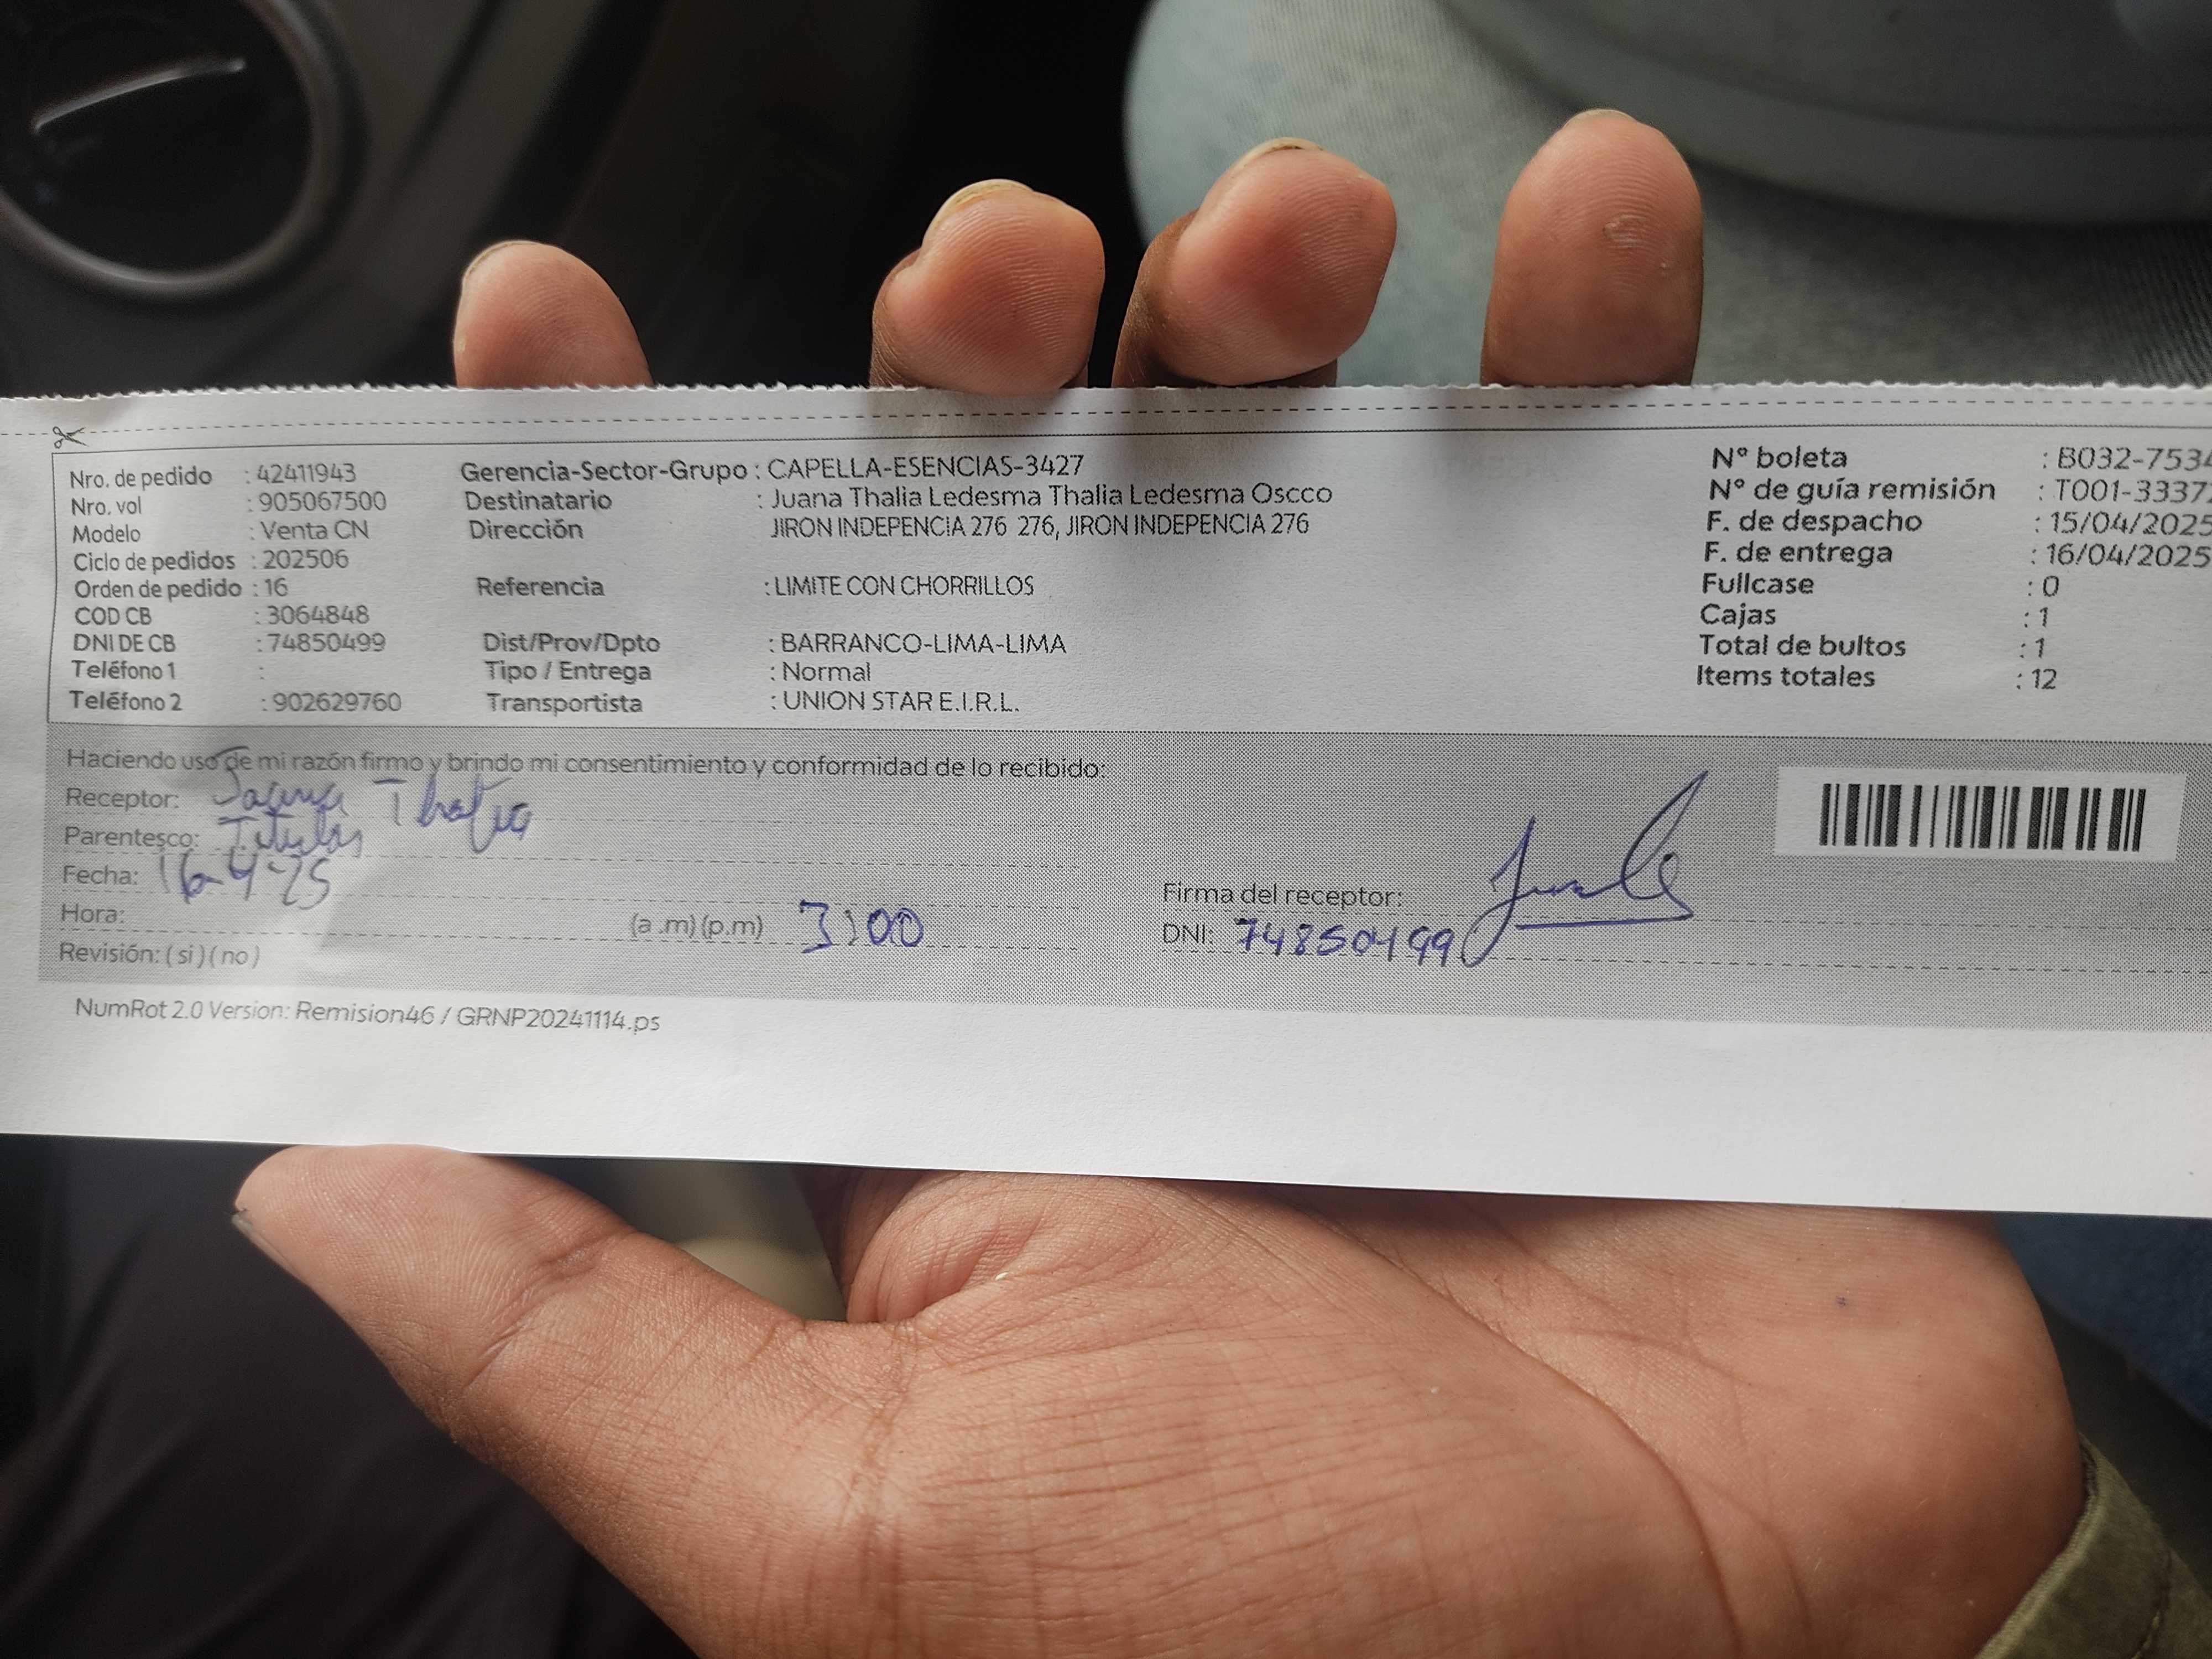 Nro. de pedido : 42411943
Nro. vol : 905067500
Modelo : Venta CN
Ciclo de pedidos : 202506
Orden de pedido : 16
COD CB : 3064848
DNI DE CB : 74850499
Teléfono 1 :
Teléfono 2 : 902629760
Gerencia-Sector-Grupo : CAPELLA-ESENCIAS-3427
Destinatario : Juana Thalia Ledesma Thalia Ledesma Oscco
Dirección JIRON INDEPENCIA 276 276, JIRON INDEPENCIA 276
Referencia : LIMITE CON CHORRILLOS
Dist/Prov/Dpto : BARRANCO-LIMA-LIMA
Tipo / Entrega : Normal
Transportista : UNION STAR E.I.R.L.
N° boleta : B032-7534
N° de guía remisión : T001-3337
F. de despacho : 15/04/2025
F. de entrega : 16/04/2025
Fullcase : 0
Cajas : 1
Total de bultos : 1
Items totales : 12
Haciendo uso de mi razón firmo y brindo mi consentimiento y conformidad de lo recibido:
Receptor: Juana Thalia
Parentesco: Titular
Fecha: 16-4-25
Hora: (a.m) (p.m) 3:00
Revisión: ( si ) ( no )
Firma del receptor:
DNI: 74850499
NumRot 2.0 Version: Remision46 / GRNP20241114.ps